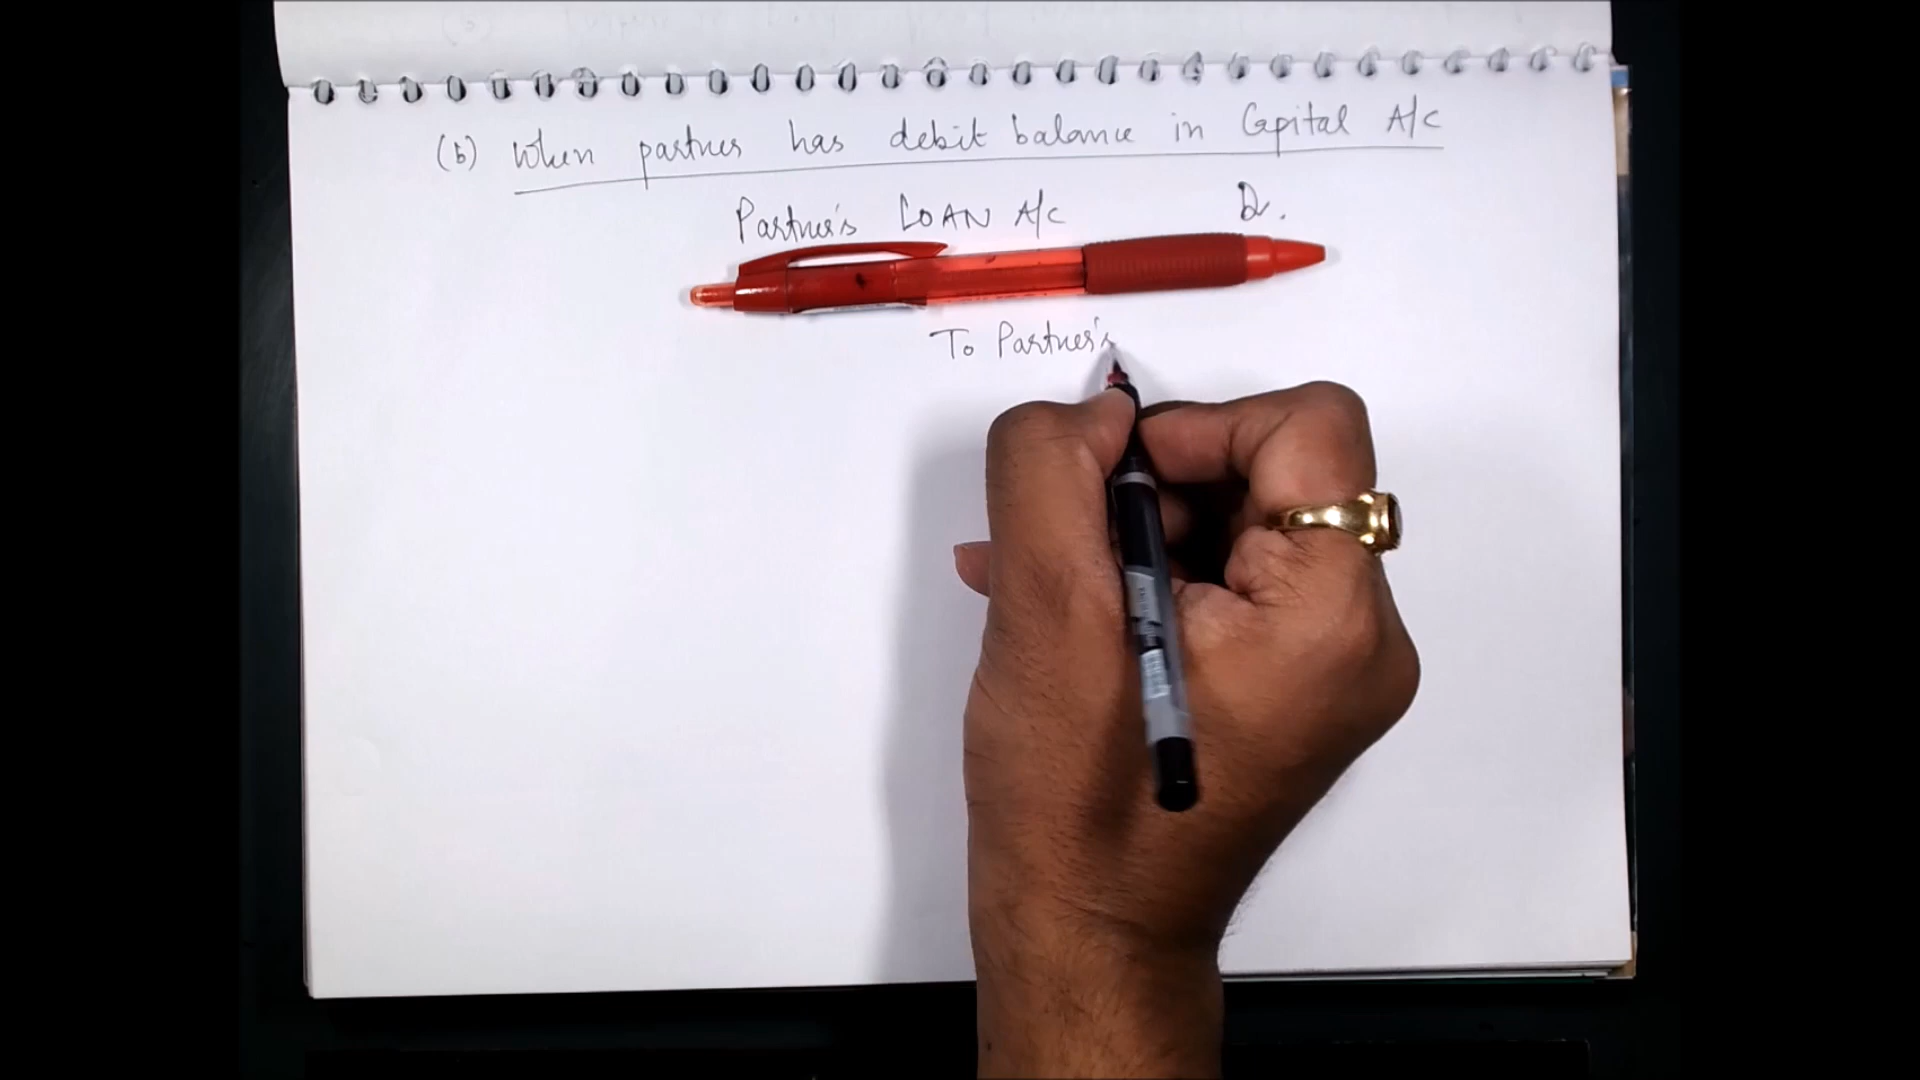 (b) When partner has debit balance in Capital A/C
Partner's LOAN A/C Dr.
To Partner's